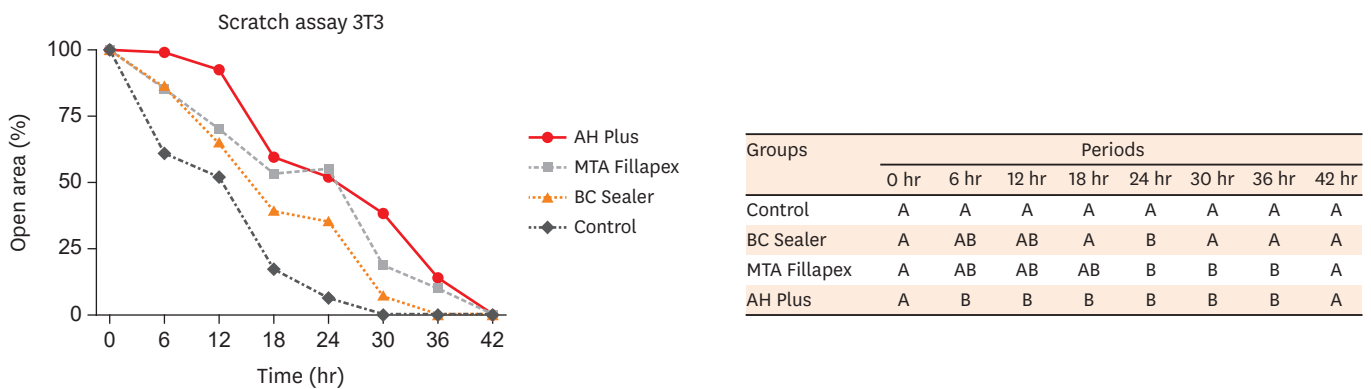 Scratch assay 3T3
100
75
50
25
0
Open area (%)
0 6 12 18 24 30 36 42
Time (hr)
AH Plus
MTA Fillapex
BC Sealer
Control
Groups Periods
0 hr 6 hr 12 hr 18 hr 24 hr 30 hr 36 hr 42 hr
Control A A A A A A A A
BC Sealer A AB AB A B A A A
MTA Fillapex A AB AB AB B B B A
AH Plus A B B B B B B A